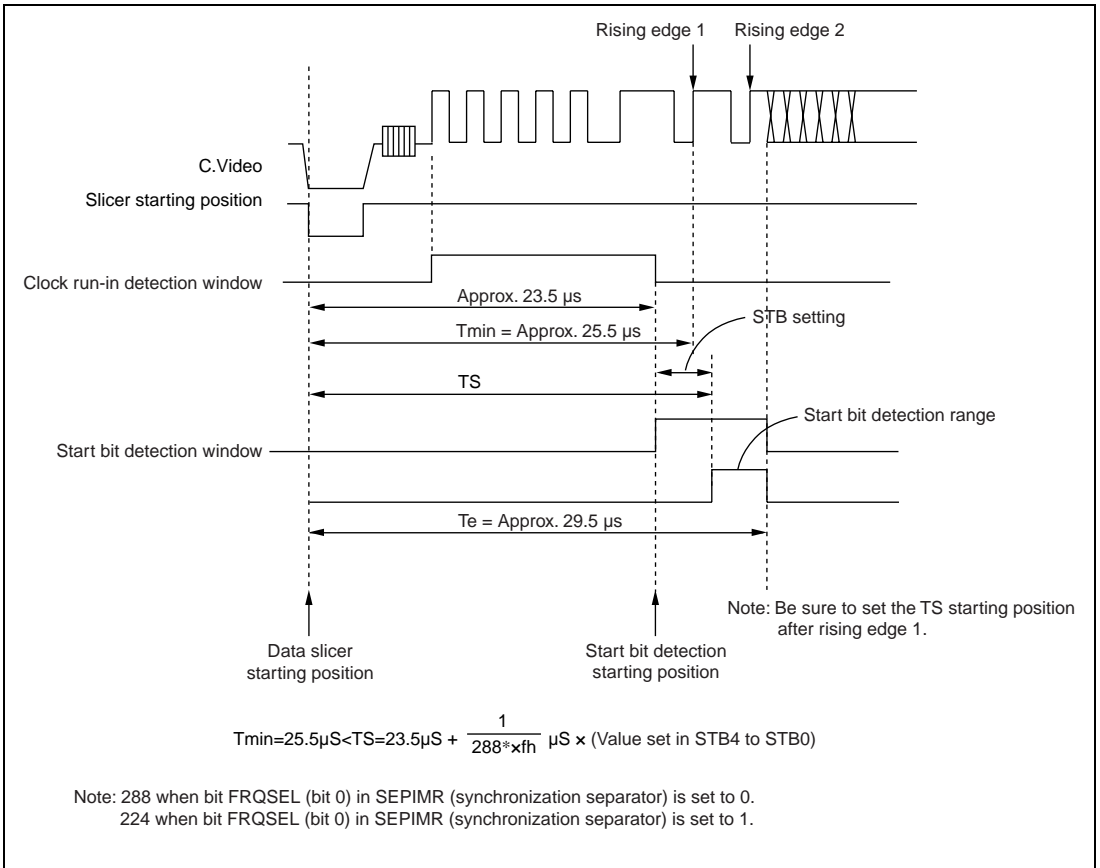 Rising edge 1
Rising edge 2
C.Video
Slicer starting position
Clock run-in detection window
Approx. 23.5 µs
STB setting
Tmin = Approx. 25.5 µs
TS
Start bit detection range
Start bit detection window
Te = Approx. 29.5 µs
Note: Be sure to set the TS starting position
after rising edge 1.
Data slicer
starting position
Start bit detection
starting position
Tmin=25.5µS<TS=23.5µS + 1/288*×fh µS × (Value set in STB4 to STB0)
Note: 288 when bit FRQSEL (bit 0) in SEPIMR (synchronization separator) is set to 0.
224 when bit FRQSEL (bit 0) in SEPIMR (synchronization separator) is set to 1.